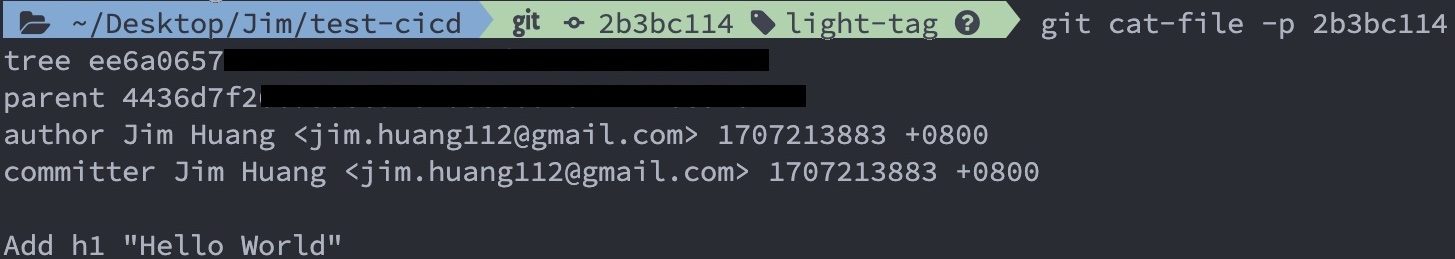 ~/Desktop/Jim/test-cicd git 2b3bc114 light-tag ? git cat-file -p 2b3bc114
tree ee6a0657
parent 4436d7f2
author Jim Huang <jim.huang112@gmail.com> 1707213883 +0800
committer Jim Huang <jim.huang112@gmail.com> 1707213883 +0800
Add h1 "Hello World"